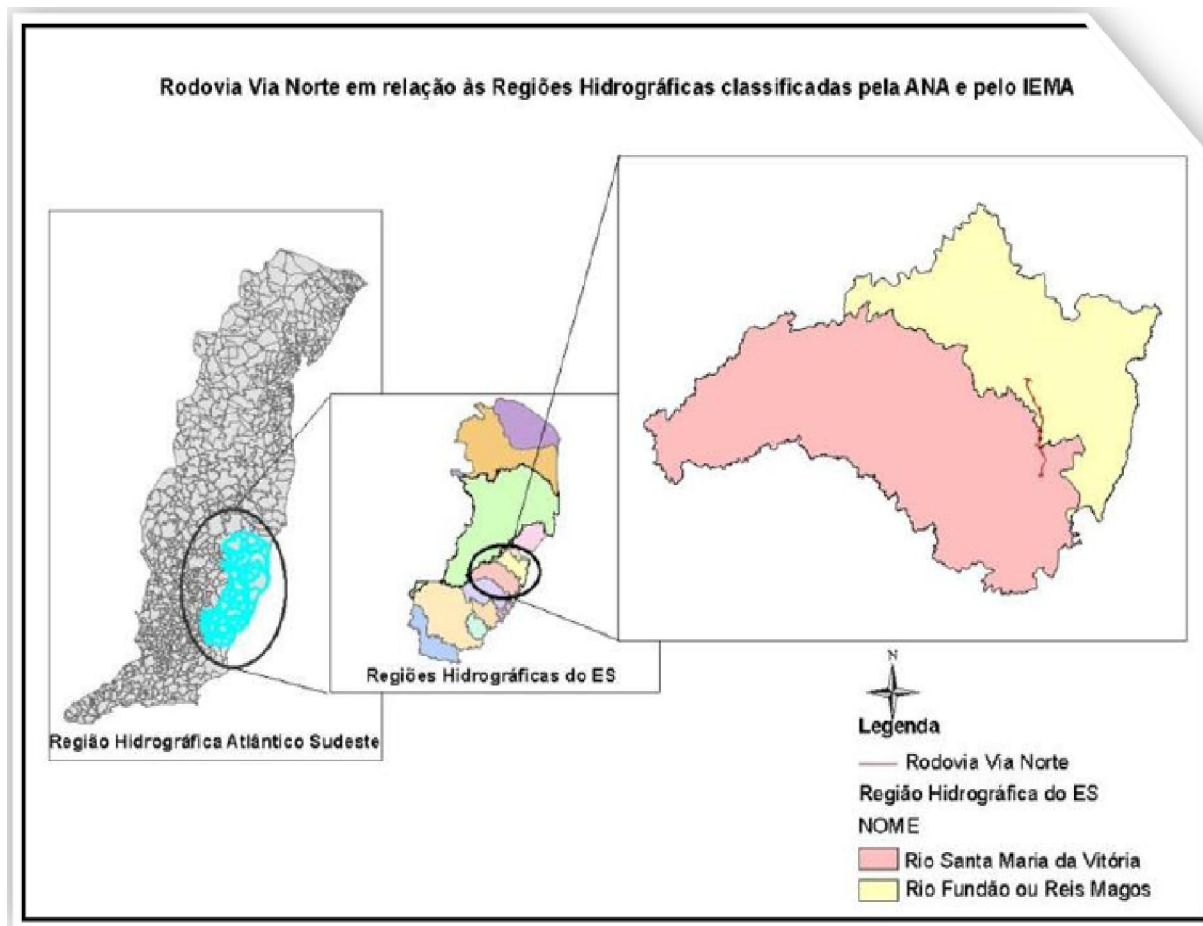 Rodovia Via Norte em relação às Regiões Hidrográficas classificadas pela ANA e pelo IEMA
Região Hidrográfica Atlântico Sudeste
Regiões Hidrográficas do ES
N
Legenda
Rodovia Via Norte
Região Hidrográfica do ES
NOME
Rio Santa Maria da Vitória
Rio Fundão ou Reis Magos